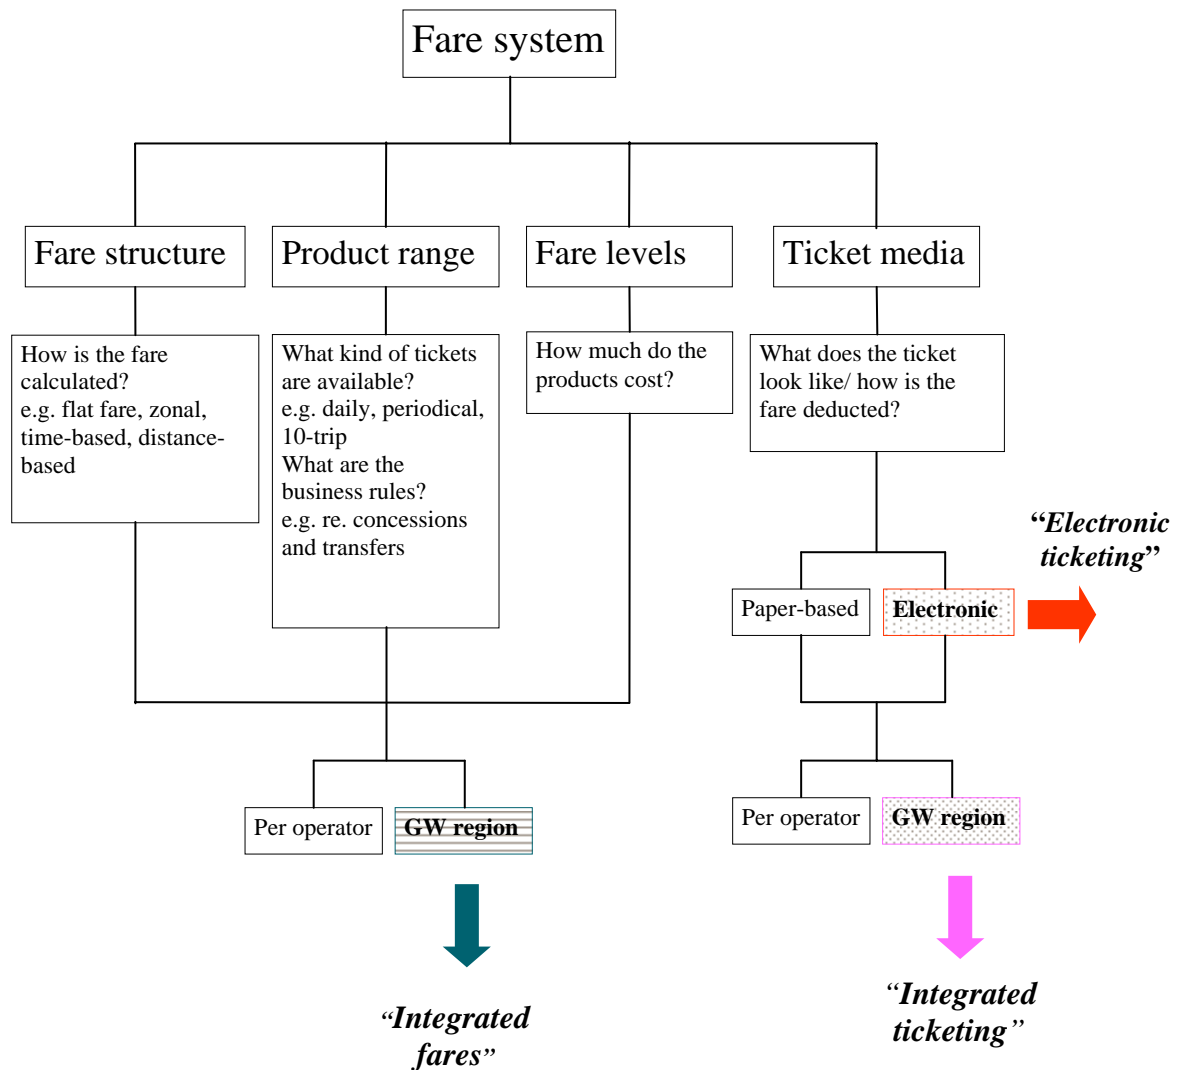 Fare system
Fare structure
Product range
Fare levels
Ticket media
How is the fare
calculated?
e.g. flat fare, zonal,
time-based, distance-
based
What kind of tickets
are available?
e.g. daily, periodical,
10-trip
What are the
business rules?
e.g. re. concessions
and transfers
How much do the
products cost?
What does the ticket
look like/ how is the
fare deducted?
“Electronic
ticketing”
Paper-based
Electronic
Per operator
GW region
Per operator
GW region
“Integrated
fares”
“Integrated
ticketing”